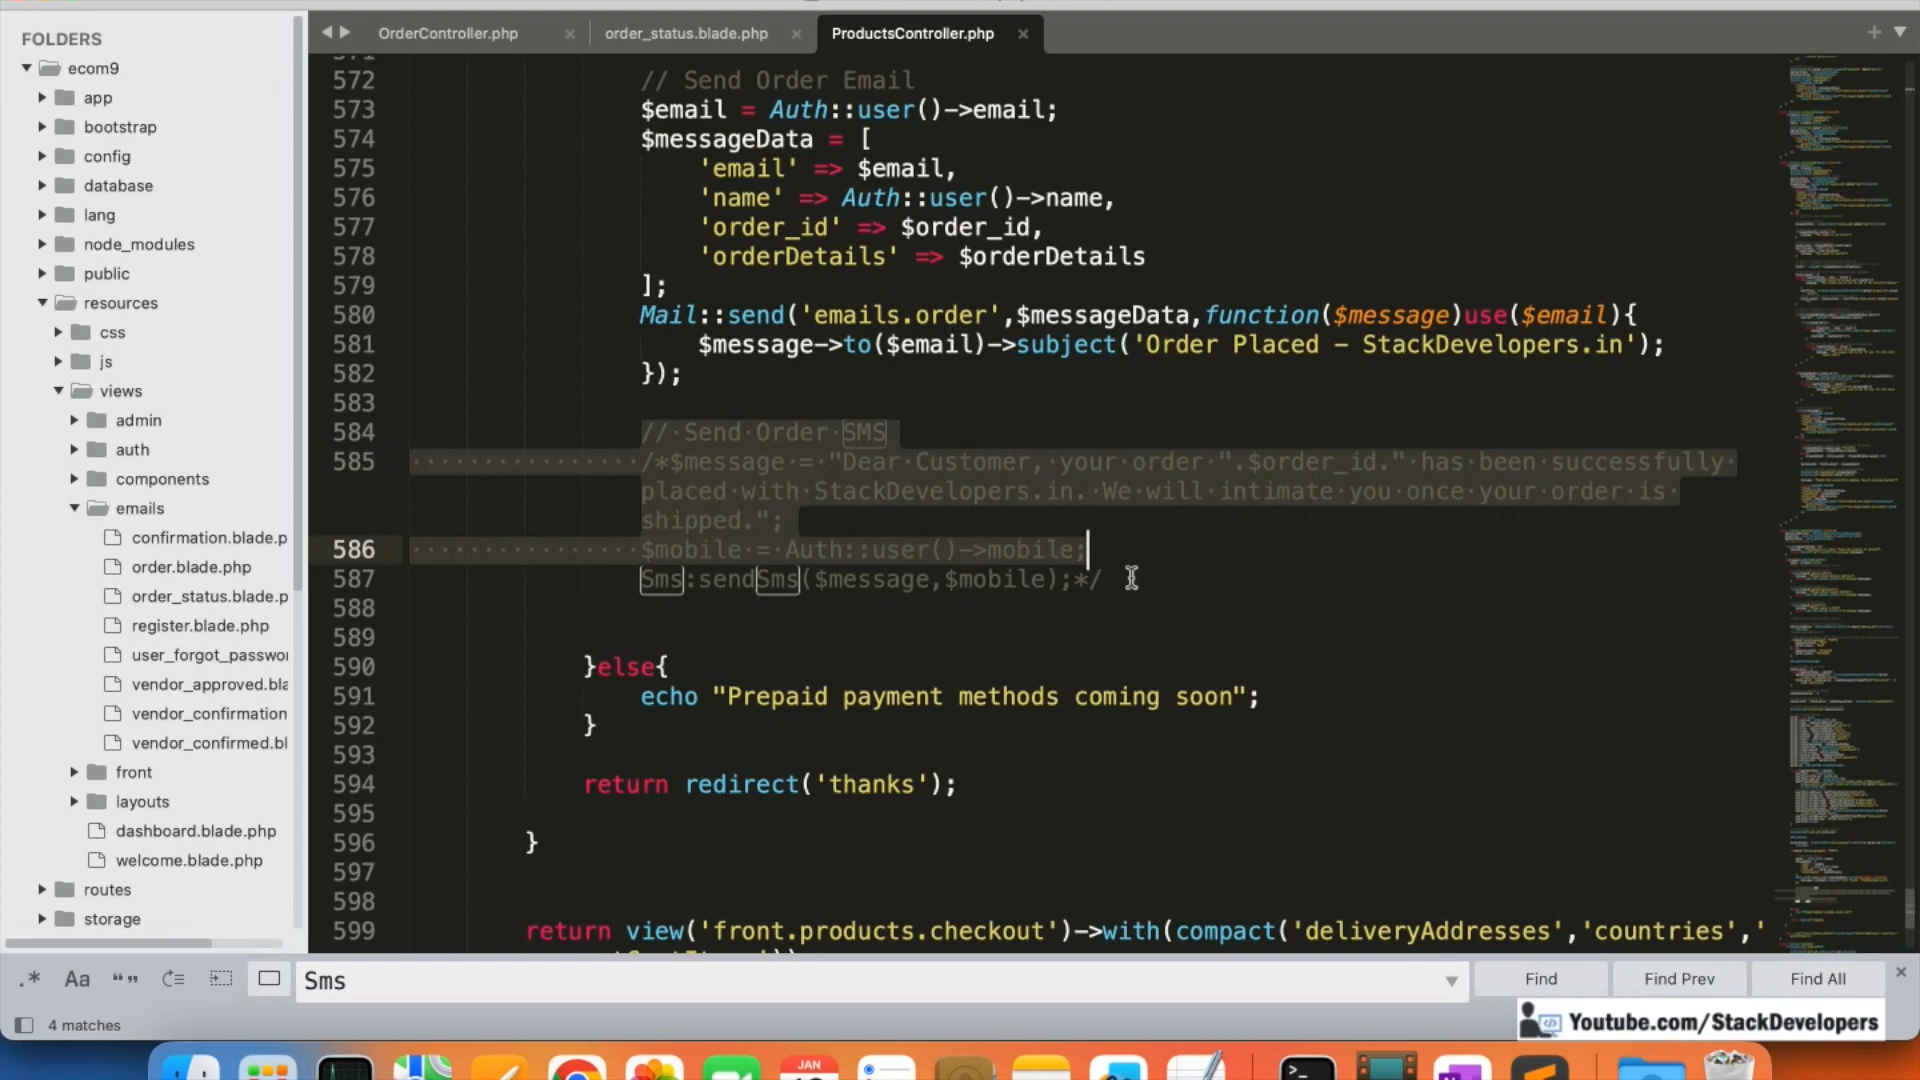 FOLDERS
ecom9
app
bootstrap
config
database
lang
node_modules
public
resources
css
js
views
admin
auth
components
emails
confirmation.blade.p
order.blade.php
order_status.blade.p
register.blade.php
user_forgot_passwor
vendor_approved.bla
vendor_confirmation
vendor_confirmed.bl
front
layouts
dashboard.blade.php
welcome.blade.php
routes
storage
OrderController.php
order_status.blade.php
ProductsController.php
572 // Send Order Email
573 $email = Auth::user()->email;
574 $messageData = [
575 'email' => $email,
576 'name' => Auth::user()->name,
577 'order_id' => $order_id,
578 'orderDetails' => $orderDetails
579 ];
580 Mail::send('emails.order',$messageData,function($message)use($email){
581 $message->to($email)->subject('Order Placed - StackDevelopers.in');
582 });
583
584 // Send Order SMS
585 /*$message = "Dear Customer, your order ".$order_id." has been successfully
placed with StackDevelopers.in. We will intimate you once your order is
shipped.";
586 $mobile = Auth::user()->mobile;
587 Sms:sendSms($message,$mobile);*/
588
589
590 }else{
591 echo "Prepaid payment methods coming soon";
592 }
593
594 return redirect('thanks');
595
596 }
597
598
599 return view('front.products.checkout')->with(compact('deliveryAddresses','countries','
.* Aa “”
Sms
Find
Find Prev
Find All
4 matches
Youtube.com/StackDevelopers
JAN